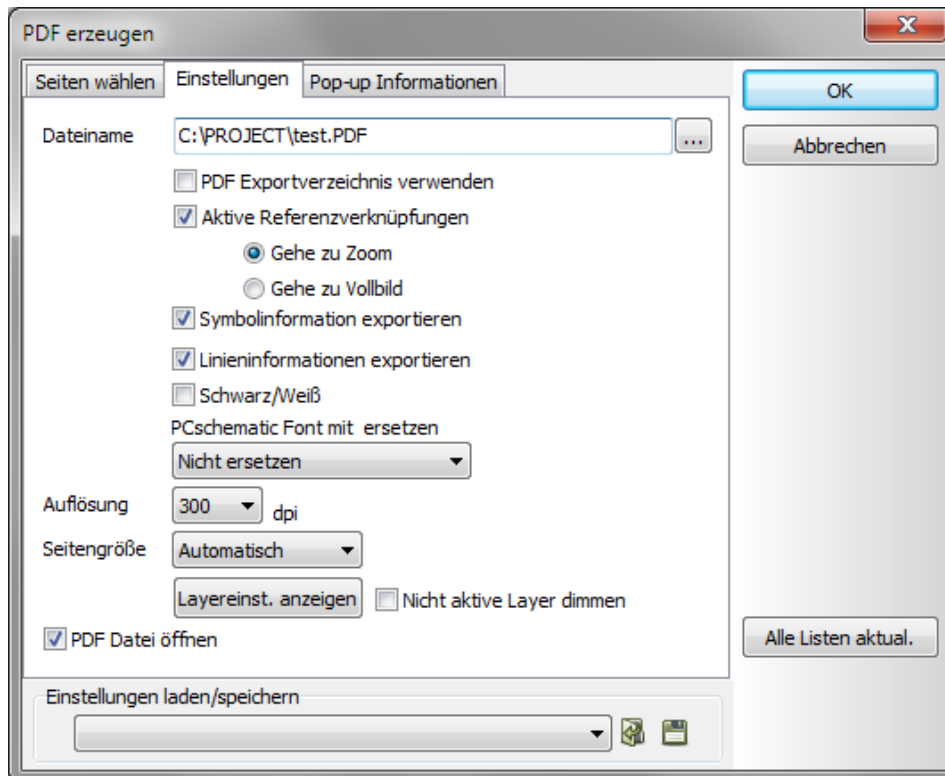 PDF erzeugen
Seiten wählen Einstellungen Pop-up Informationen
OK
Abbrechen
Dateiname C:\PROJECT\test.PDF ...
PDF Exportverzeichnis verwenden
Aktive Referenzverknüpfungen
Gehe zu Zoom
Gehe zu Vollbild
Symbolinformation exportieren
Linieninformationen exportieren
Schwarz/Weiß
PCschematic Font mit ersetzen
Nicht ersetzen
Auflösung 300 dpi
Seitengröße Automatisch
Layereinst. anzeigen Nicht aktive Layer dimmen
PDF Datei öffnen
Alle Listen aktual.
Einstellungen laden/speichern